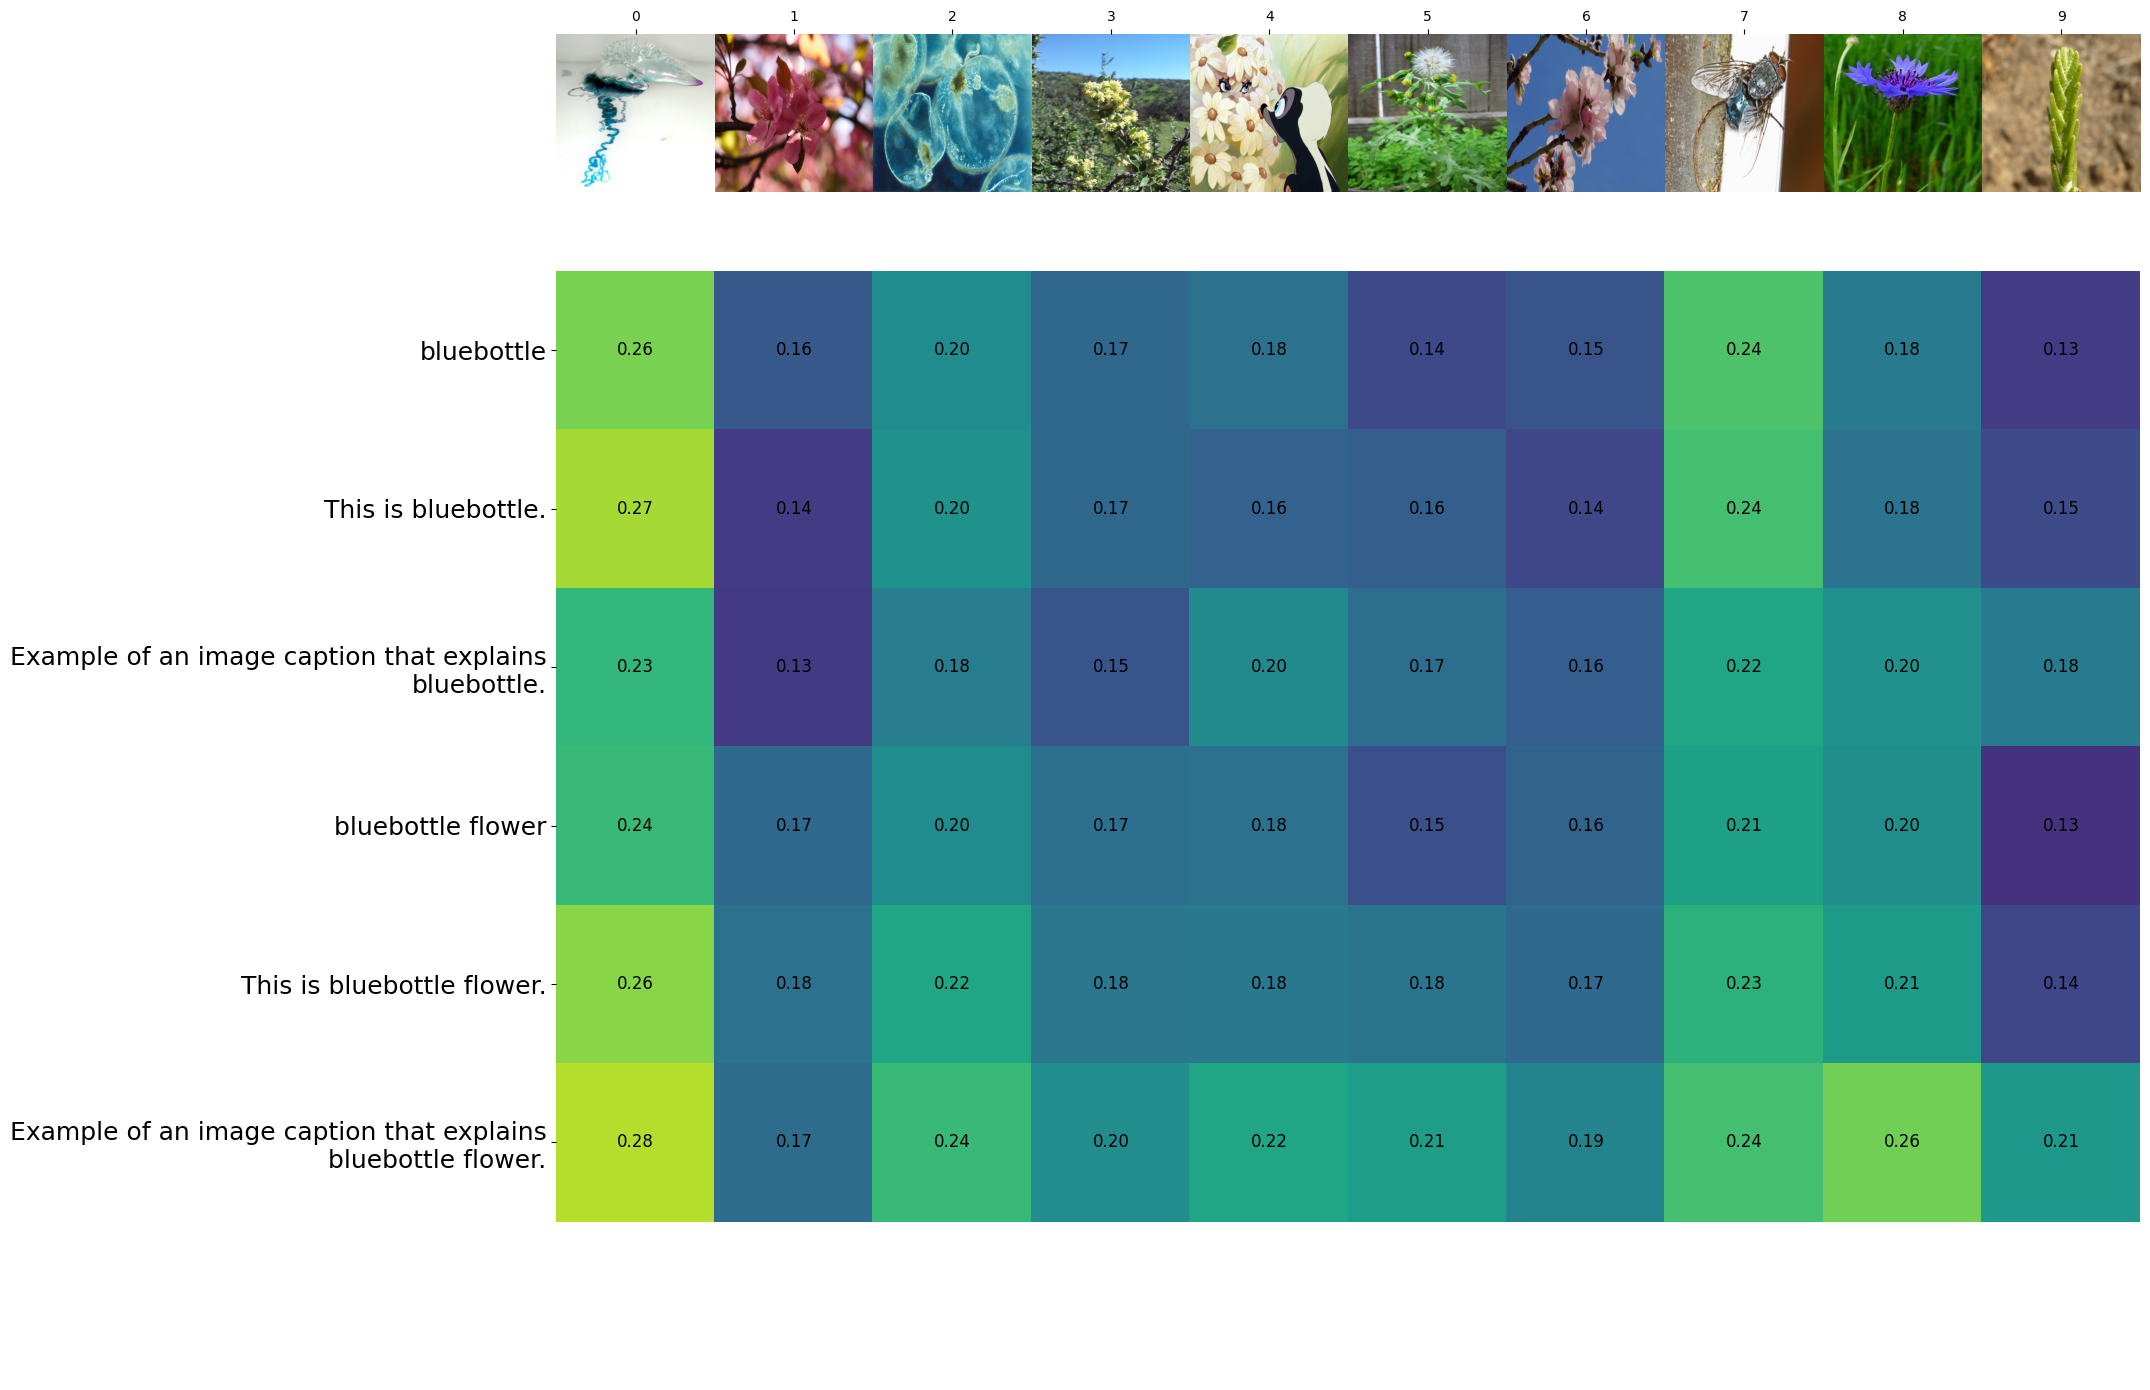 0 1 2 3 4 5 6 7 8 9
bluebottle 0.26 0.16 0.20 0.17 0.18 0.14 0.15 0.24 0.18 0.13
This is bluebottle. 0.27 0.14 0.20 0.17 0.16 0.16 0.14 0.24 0.18 0.15
Example of an image caption that explains
bluebottle. 0.23 0.13 0.18 0.15 0.20 0.17 0.16 0.22 0.20 0.18
bluebottle flower 0.24 0.17 0.20 0.17 0.18 0.15 0.16 0.21 0.20 0.13
This is bluebottle flower. 0.26 0.18 0.22 0.18 0.18 0.18 0.17 0.23 0.21 0.14
Example of an image caption that explains
bluebottle flower. 0.28 0.17 0.24 0.20 0.22 0.21 0.19 0.24 0.26 0.21